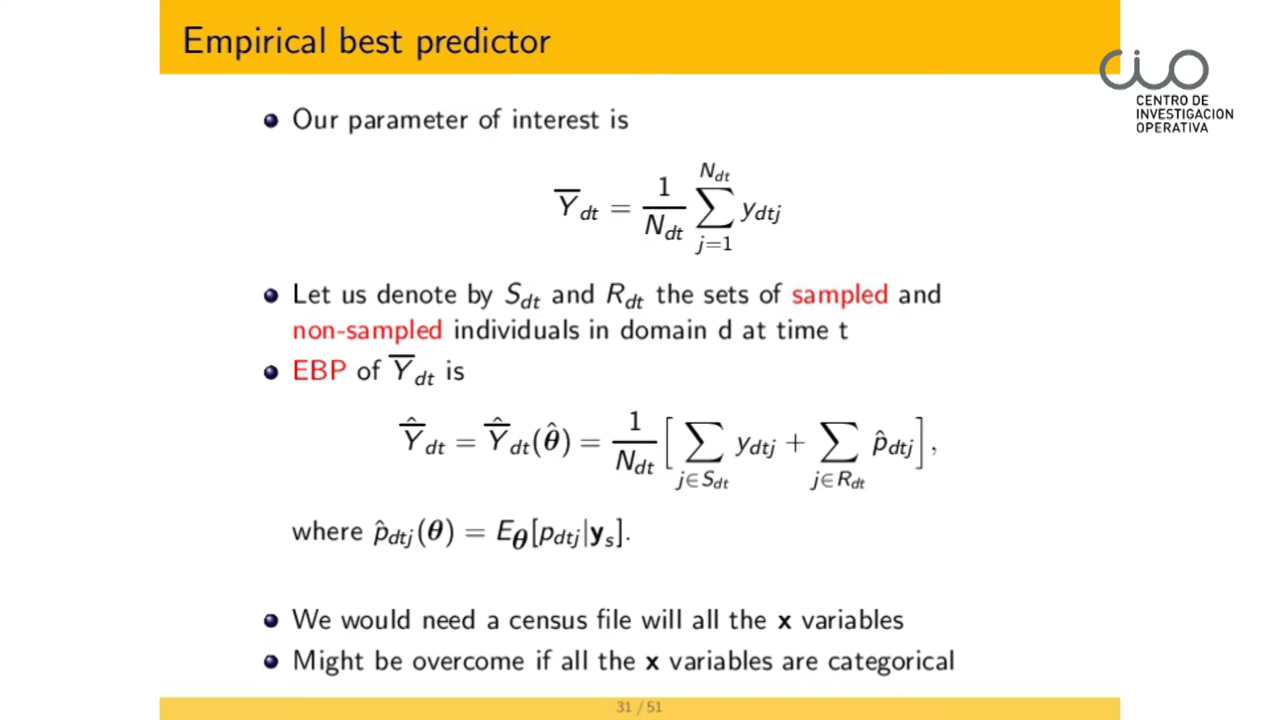 Empirical best predictor
CIO
CENTRO DE
INVESTIGACION
OPERATIVA
Our parameter of interest is
$\overline{Y}_{dt} = \frac{1}{N_{dt}} \sum_{j=1}^{N_{dt}} y_{dtj}$
Let us denote by $S_{dt}$ and $R_{dt}$ the sets of sampled and
non-sampled individuals in domain d at time t
EBP of $\overline{Y}_{dt}$ is
$\hat{\overline{Y}}_{dt} = \hat{\overline{Y}}_{dt}(\hat{\boldsymbol{\theta}}) = \frac{1}{N_{dt}} \left[ \sum_{j \in S_{dt}} y_{dtj} + \sum_{j \in R_{dt}} \hat{p}_{dtj} \right],$
where $\hat{p}_{dtj}(\boldsymbol{\theta}) = E_{\boldsymbol{\theta}}[p_{dtj}|\mathbf{y}_s].$
We would need a census file will all the x variables
Might be overcome if all the x variables are categorical
31 / 51